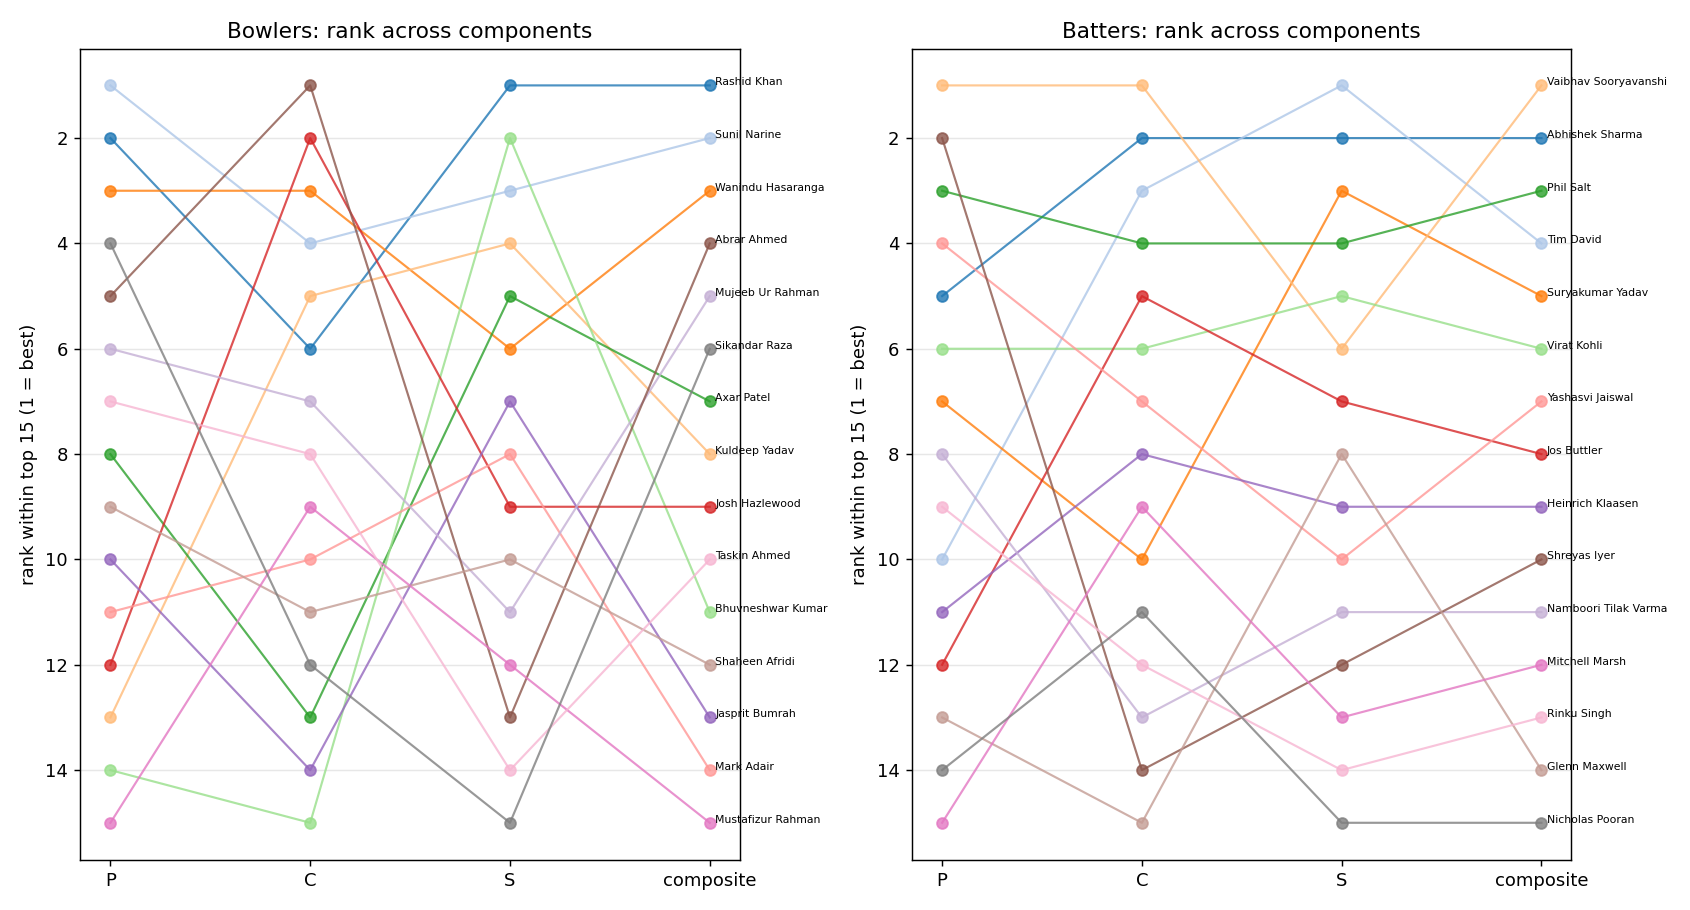 Bowlers: rank across components
rank within top 15 (1 = best)
2
4
6
8
10
12
14
P
C
S
composite
Rashid Khan
Sunil Narine
Wanindu Hasaranga
Abrar Ahmed
Mujeeb Ur Rahman
Sikandar Raza
Axar Patel
Kuldeep Yadav
Josh Hazlewood
Taskin Ahmed
Bhuvneshwar Kumar
Shaheen Afridi
Jasprit Bumrah
Mark Adair
Mustafizur Rahman
Batters: rank across components
rank within top 15 (1 = best)
2
4
6
8
10
12
14
P
C
S
composite
Vaibhav Sooryavanshi
Abhishek Sharma
Phil Salt
Tim David
Suryakumar Yadav
Virat Kohli
Yashasvi Jaiswal
Jos Buttler
Heinrich Klaasen
Shreyas Iyer
Namboori Tilak Varma
Mitchell Marsh
Rinku Singh
Glenn Maxwell
Nicholas Pooran